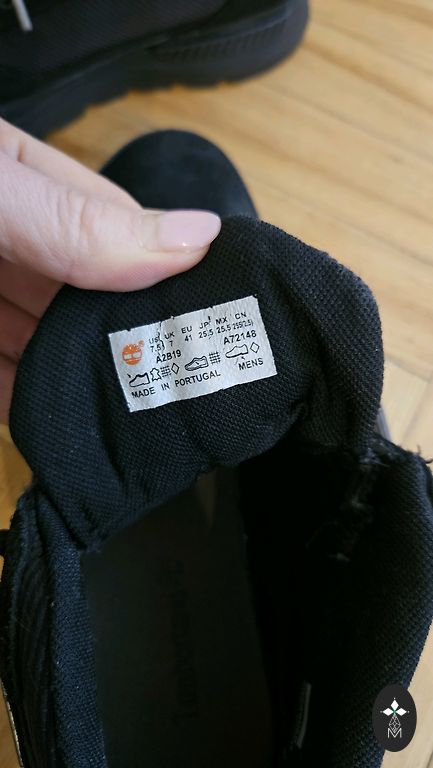 US UK EU JP MX CN
7.5 7 41 25.5 25.5 255(2.5)
A2B19 A72148
MADE IN PORTUGAL MENS